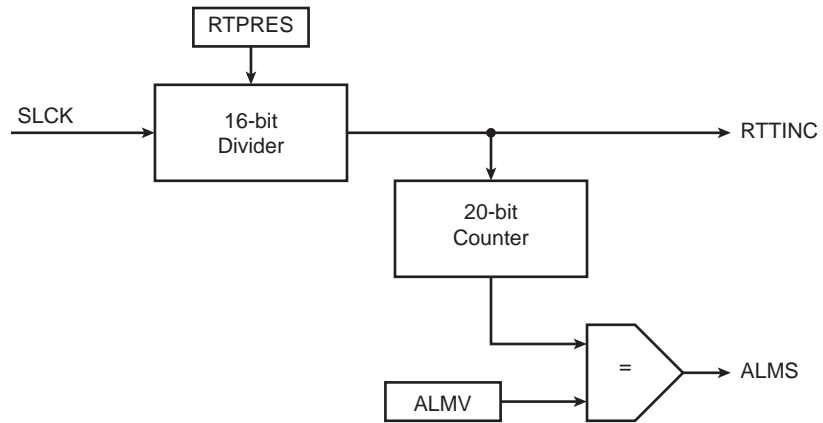 RTPRES
SLCK
16-bit
Divider
RTTINC
20-bit
Counter
=
ALMS
ALMV